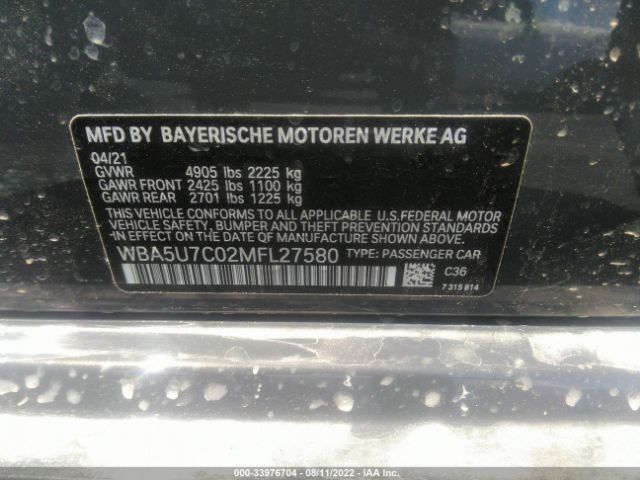 MFD BY BAYERISCHE MOTOREN WERKE AG
04/21
GVWR 4905 lbs 2225 kg
GAWR FRONT 2425 lbs 1100 kg
GAWR REAR 2701 lbs 1225 kg
THIS VEHICLE CONFORMS TO ALL APPLICABLE U.S.FEDERAL MOTOR
VEHICLE SAFETY, BUMPER AND THEFT PREVENTION STANDARDS
IN EFFECT ON THE DATE OF MANUFACTURE SHOWN ABOVE.
WBA5U7C02MFL27580 TYPE: PASSENGER CAR
C36
7315814
000-33976704 - 08/11/2022 - IAA Inc.